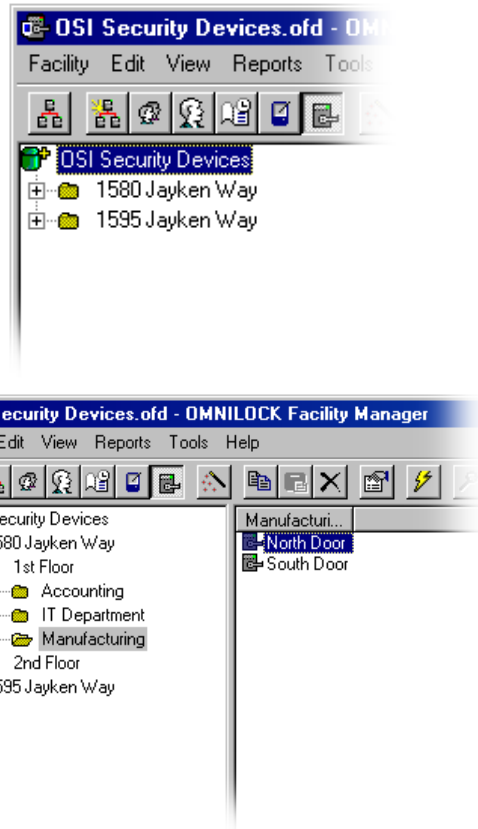 OSI Security Devices.ofd - OM
Facility Edit View Reports Tools
OSI Security Devices
1580 Jayken Way
1595 Jayken Way
ecurity Devices.ofd - OMNILOCK Facility Manager
Edit View Reports Tools Help
ecurity Devices
580 Jayken Way
1st Floor
Accounting
IT Department
Manufacturing
2nd Floor
595 Jayken Way
Manufacturi...
North Door
South Door